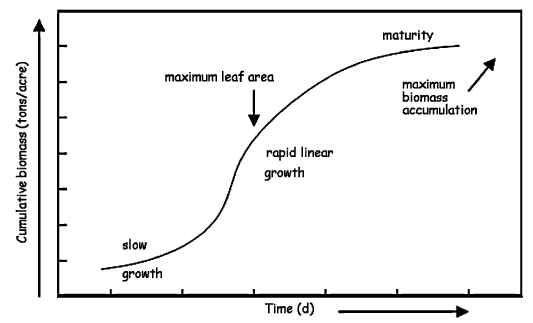 maturity
maximum leaf area
maximum
biomass
accumulation
Cumulative biomass (tons/acre)
rapid linear
growth
slow
growth
Time (d)